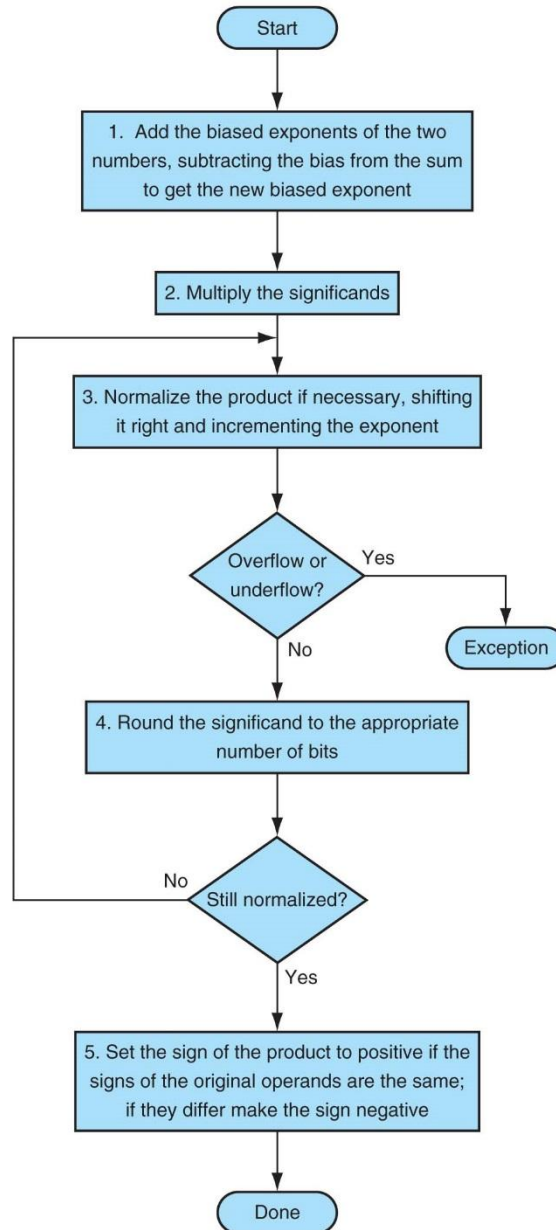 Start
1. Add the biased exponents of the two
numbers, subtracting the bias from the sum
to get the new biased exponent
2. Multiply the significands
3. Normalize the product if necessary, shifting
it right and incrementing the exponent
Overflow or
underflow?
Yes
Exception
No
4. Round the significand to the appropriate
number of bits
No
Still normalized?
Yes
5. Set the sign of the product to positive if the
signs of the original operands are the same;
if they differ make the sign negative
Done